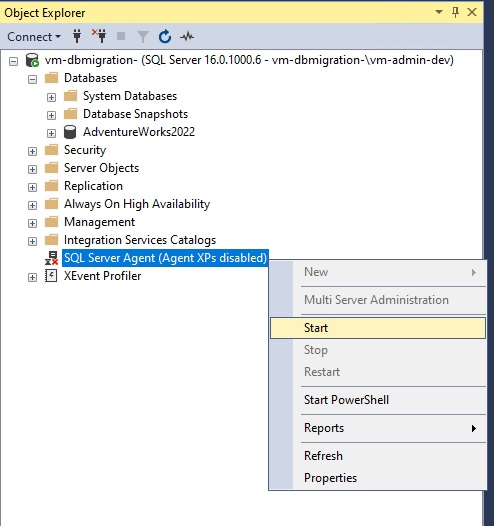 Object Explorer
Connect
vm-dbmigration- (SQL Server 16.0.1000.6 - vm-dbmigration-\vm-admin-dev)
Databases
System Databases
Database Snapshots
AdventureWorks2022
Security
Server Objects
Replication
Always On High Availability
Management
Integration Services Catalogs
SQL Server Agent (Agent XPs disabled)
XEvent Profiler
New
Multi Server Administration
Start
Stop
Restart
Start PowerShell
Reports
Refresh
Properties